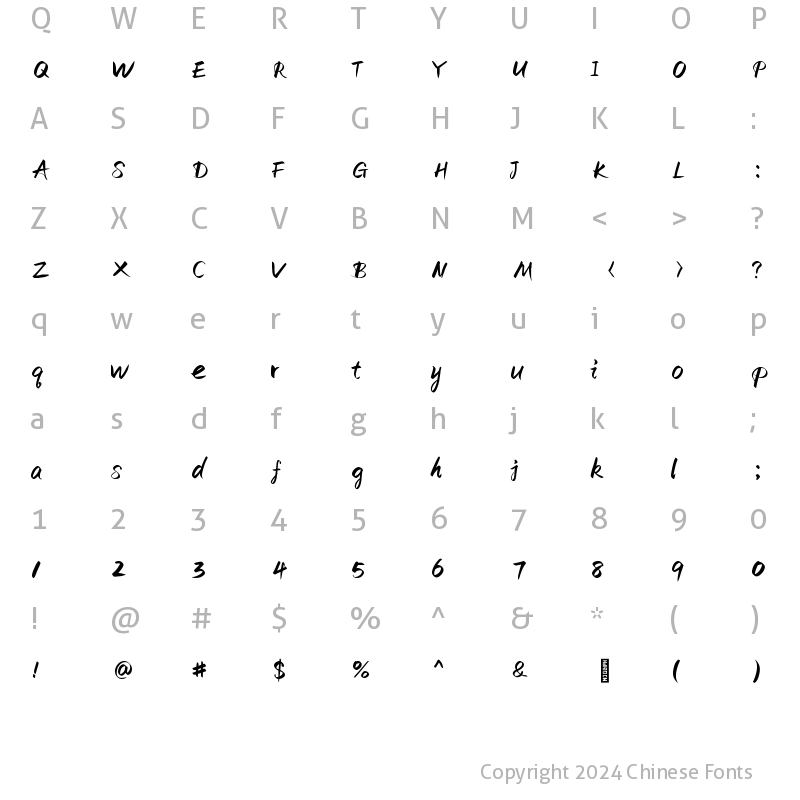 Q W E R T Y U I O P
Q W E R T Y U I O P
A S D F G H J K L :
A S D F G H J K L :
Z X C V B N M < > ?
Z X C V B N M < > ?
q w e r t y u i o p
q w e r t y u i o p
a s d f g h j k l ;
a s d f g h j k l ;
1 2 3 4 5 6 7 8 9 0
1 2 3 4 5 6 7 8 9 0
! @ # $ % ^ & * ( )
! @ # $ % ^ & ( )
Copyright 2024 Chinese Fonts